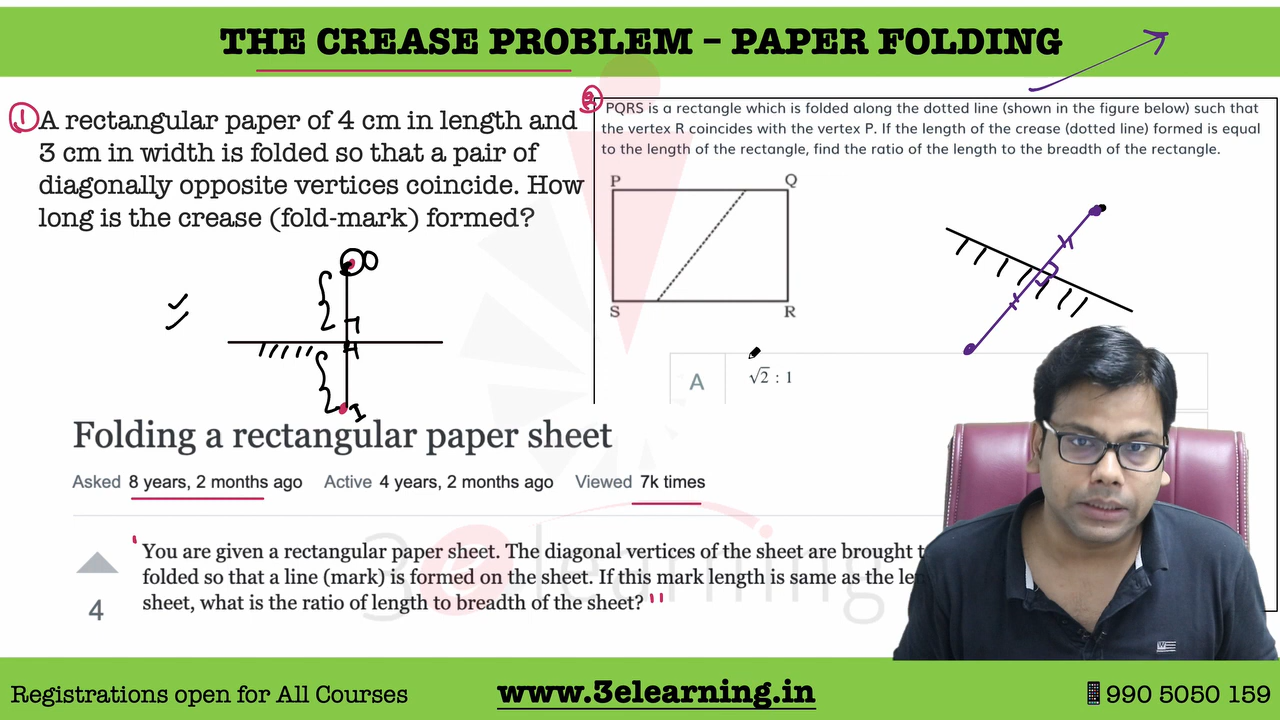 THE CREASE PROBLEM – PAPER FOLDING
1
A rectangular paper of 4 cm in length and
3 cm in width is folded so that a pair of
diagonally opposite vertices coincide. How
long is the crease (fold-mark) formed?
O
I
PQRS is a rectangle which is folded along the dotted line (shown in the figure below) such that
the vertex R coincides with the vertex P. If the length of the crease (dotted line) formed is equal
to the length of the rectangle, find the ratio of the length to the breadth of the rectangle.
P Q
S R
A √2 : 1
Folding a rectangular paper sheet
Asked 8 years, 2 months ago Active 4 years, 2 months ago Viewed 7k times
You are given a rectangular paper sheet. The diagonal vertices of the sheet are brought
folded so that a line (mark) is formed on the sheet. If this mark length is same as the
sheet, what is the ratio of length to breadth of the sheet?
4
3elearning
Registrations open for All Courses
www.3elearning.in
990 5050 159